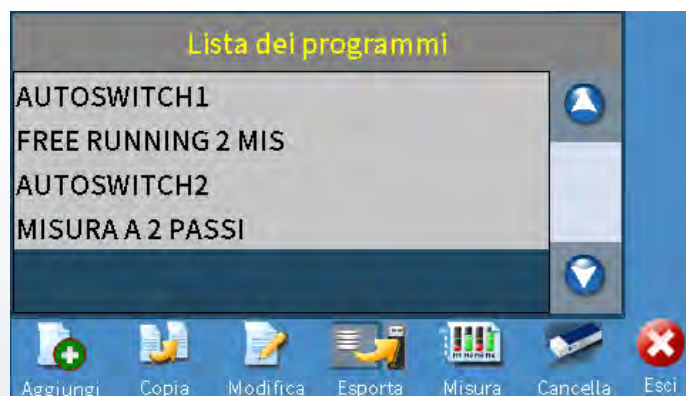 Lista dei programmi
AUTOSWITCH1
FREE RUNNING 2 MIS
AUTOSWITCH2
MISURA A 2 PASSI
Aggiungi Copia Modifica Esporta Misura Cancella Esci